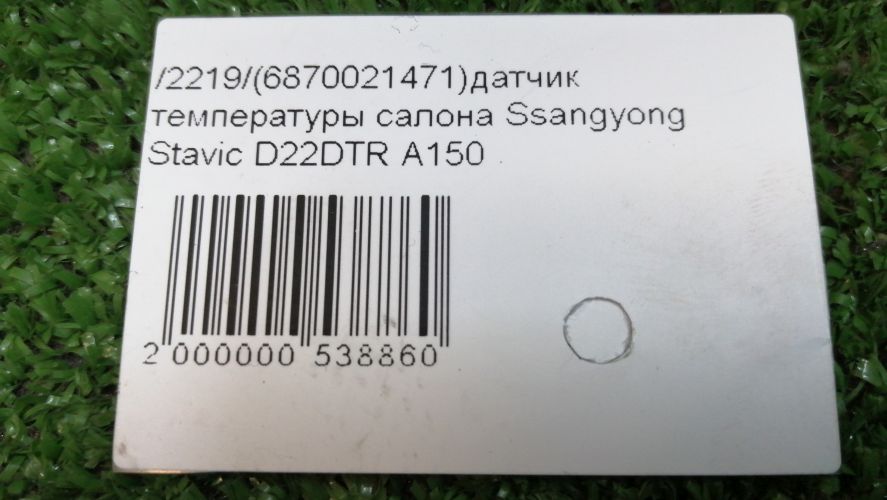 /2219/(6870021471)датчик
температуры салона Ssangyong
Stavic D22DTR A150
2 000000 538860